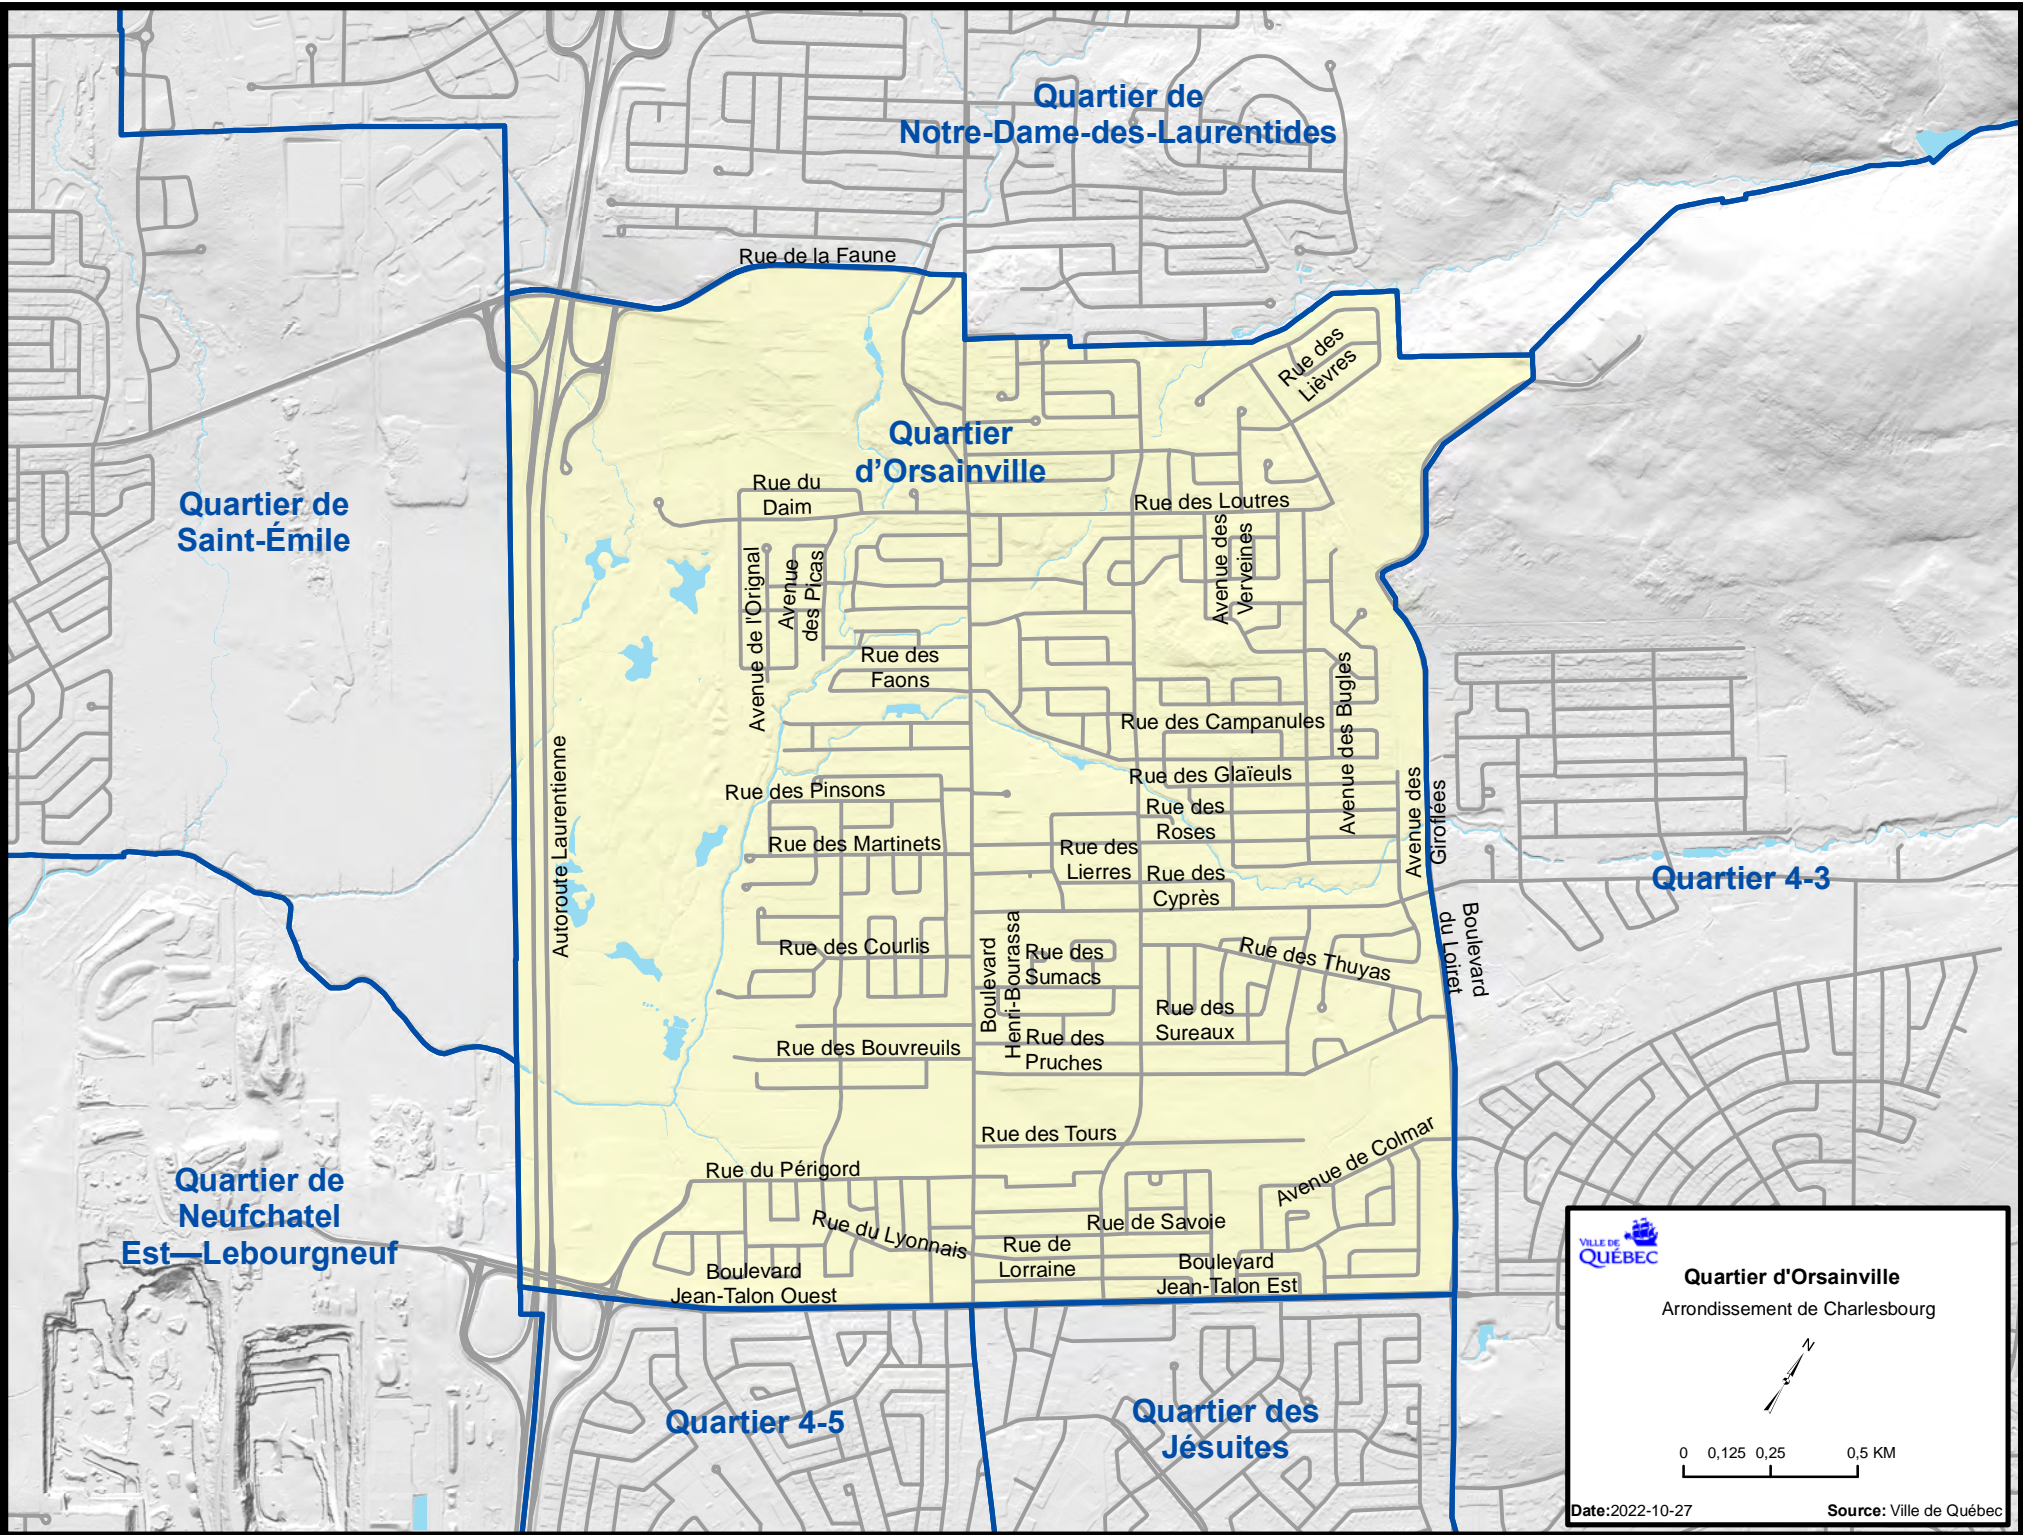 Quartier de
Notre-Dame-des-Laurentides
Rue de la Faune
Rue des
Lièvres
Quartier
d’Orsainville
Quartier de
Saint-Émile
Rue du
Daim
Rue des Loutres
Avenue de l'Orignal
Avenue
des Picas
Avenue des
Verveines
Rue des
Faons
Avenue des Bugles
Rue des Campanules
Autoroute Laurentienne
Rue des Pinsons
Rue des Glaïeuls
Rue des
Roses
Avenue des
Giroflées
Rue des Martinets
Rue des
Lierres
Rue des
Cyprès
Quartier 4-3
Boulevard
du Loiret
Rue des Courlis
Boulevard
Henri-Bourassa
Rue des
Sumacs
Rue des Thuyas
Rue des
Sureaux
Rue des Bouvreuils
Rue des
Pruches
Rue des Tours
Avenue de Colmar
Rue du Périgord
Quartier de
Neufchatel
Est—Lebourgneuf
Rue du Lyonnais
Rue de Savoie
Rue de
Lorraine
Boulevard
Jean-Talon Ouest
Boulevard
Jean-Talon Est
Quartier 4-5
Quartier des
Jésuites
VILLE DE
QUÉBEC
Quartier d'Orsainville
Arrondissement de Charlesbourg
N
0 0,125 0,25 0,5 KM
Date:2022-10-27 Source: Ville de Québec